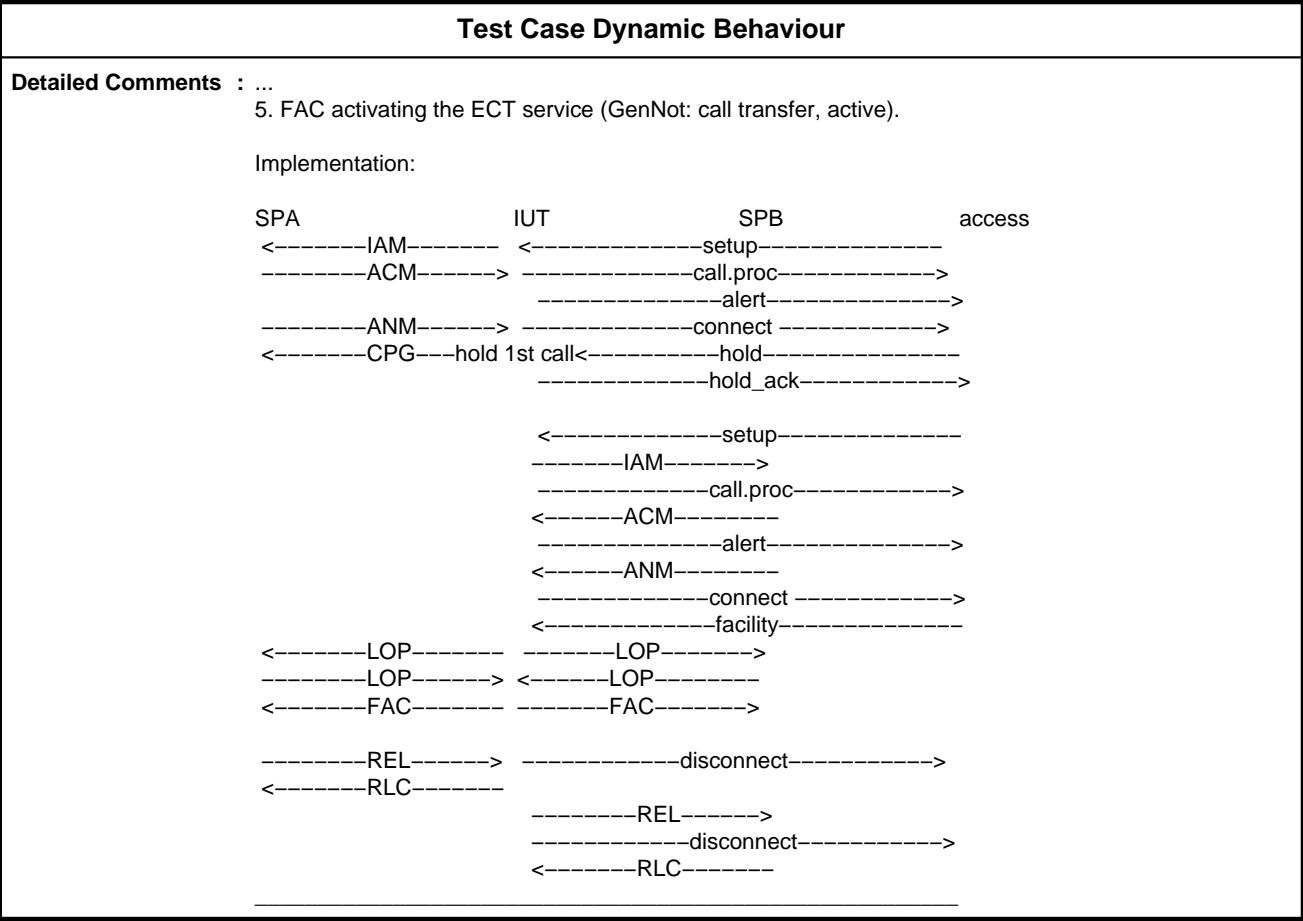 Test Case Dynamic Behaviour
Detailed Comments : ...
5. FAC activating the ECT service (GenNot: call transfer, active).
Implementation:
SPA IUT SPB access
<−−−−−−−IAM−−−−−−− <−−−−−−−−−−−−−setup−−−−−−−−−−−−−−
−−−−−−−−ACM−−−−−−> −−−−−−−−−−−−−call.proc−−−−−−−−−−−−>
−−−−−−−−−−−−−−alert−−−−−−−−−−−−−−>
−−−−−−−−ANM−−−−−−> −−−−−−−−−−−−−connect −−−−−−−−−−−−>
<−−−−−−−CPG−−−hold 1st call<−−−−−−−−−−hold−−−−−−−−−−−−−−−
−−−−−−−−−−−−−hold_ack−−−−−−−−−−−−>
<−−−−−−−−−−−−−setup−−−−−−−−−−−−−−
−−−−−−−IAM−−−−−−−>
−−−−−−−−−−−−−call.proc−−−−−−−−−−−−>
<−−−−−−ACM−−−−−−−−
−−−−−−−−−−−−−−alert−−−−−−−−−−−−−−>
<−−−−−−ANM−−−−−−−−
−−−−−−−−−−−−−connect −−−−−−−−−−−−>
<−−−−−−−−−−−−−facility−−−−−−−−−−−−−−
<−−−−−−−LOP−−−−−−− −−−−−−−LOP−−−−−−−>
−−−−−−−−LOP−−−−−−> <−−−−−−LOP−−−−−−−−
<−−−−−−−FAC−−−−−−− −−−−−−−FAC−−−−−−−>
−−−−−−−−REL−−−−−−> −−−−−−−−−−−−disconnect−−−−−−−−−−−>
<−−−−−−−RLC−−−−−−−
−−−−−−−−REL−−−−−−>
−−−−−−−−−−−−disconnect−−−−−−−−−−−>
<−−−−−−−RLC−−−−−−−